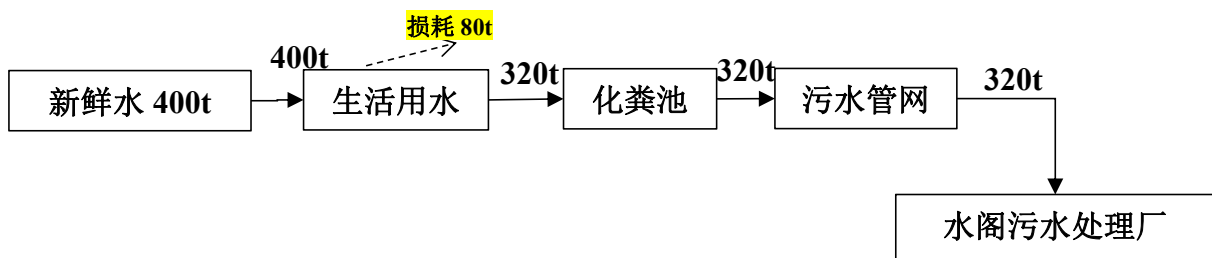 损耗 80t
400t
320t
320t
320t
新鲜水 400t
生活用水
化粪池
污水管网
水阁污水处理厂